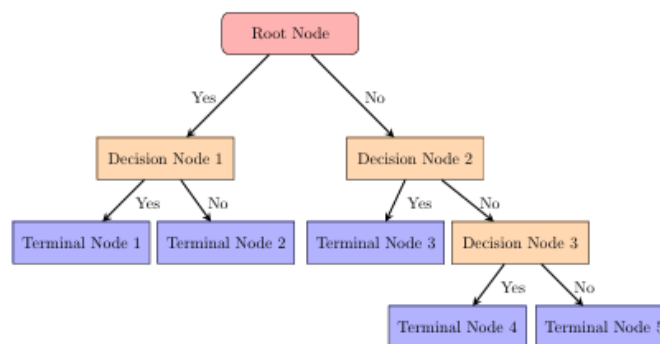 Root Node
Yes
No
Decision Node 1
Decision Node 2
Yes
No
Yes
No
Terminal Node 1
Terminal Node 2
Terminal Node 3
Decision Node 3
Yes
No
Terminal Node 4
Terminal Node 5